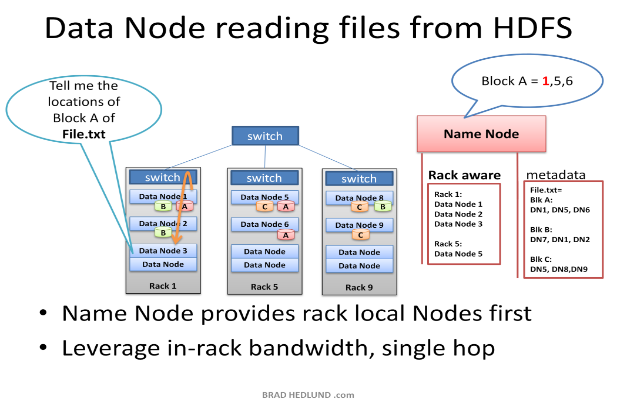 Data Node reading files from HDFS
Tell me the
locations of
Block A of
File.txt
Block A = 1,5,6
switch
Name Node
switch
Data Node 1
B A
Data Node 2
B
Data Node 3
Data Node
Rack 1
switch
Data Node 5
C A
Data Node 6
A
Data Node
Data Node
Rack 5
switch
Data Node 8
C B
Data Node 9
C
Data Node
Data Node
Rack 9
Rack aware
Rack 1:
Data Node 1
Data Node 2
Data Node 3
Rack 5:
Data Node 5
metadata
File.txt=
Blk A:
DN1, DN5, DN6
Blk B:
DN7, DN1, DN2
Blk C:
DN5, DN8,DN9
• Name Node provides rack local Nodes first
• Leverage in-rack bandwidth, single hop
BRAD HEDLUND .com